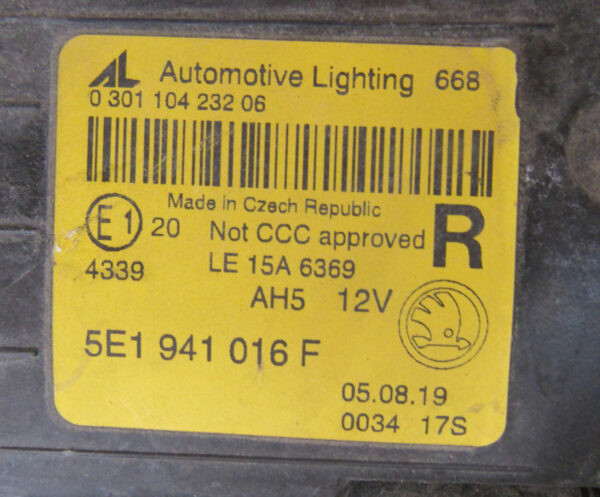 AL Automotive Lighting 668
0 301 104 232 06
Made in Czech Republic
E1 20 Not CCC approved R
4339 LE 15A 6369
AH5 12V
5E1 941 016 F
05.08.19
0034 17S